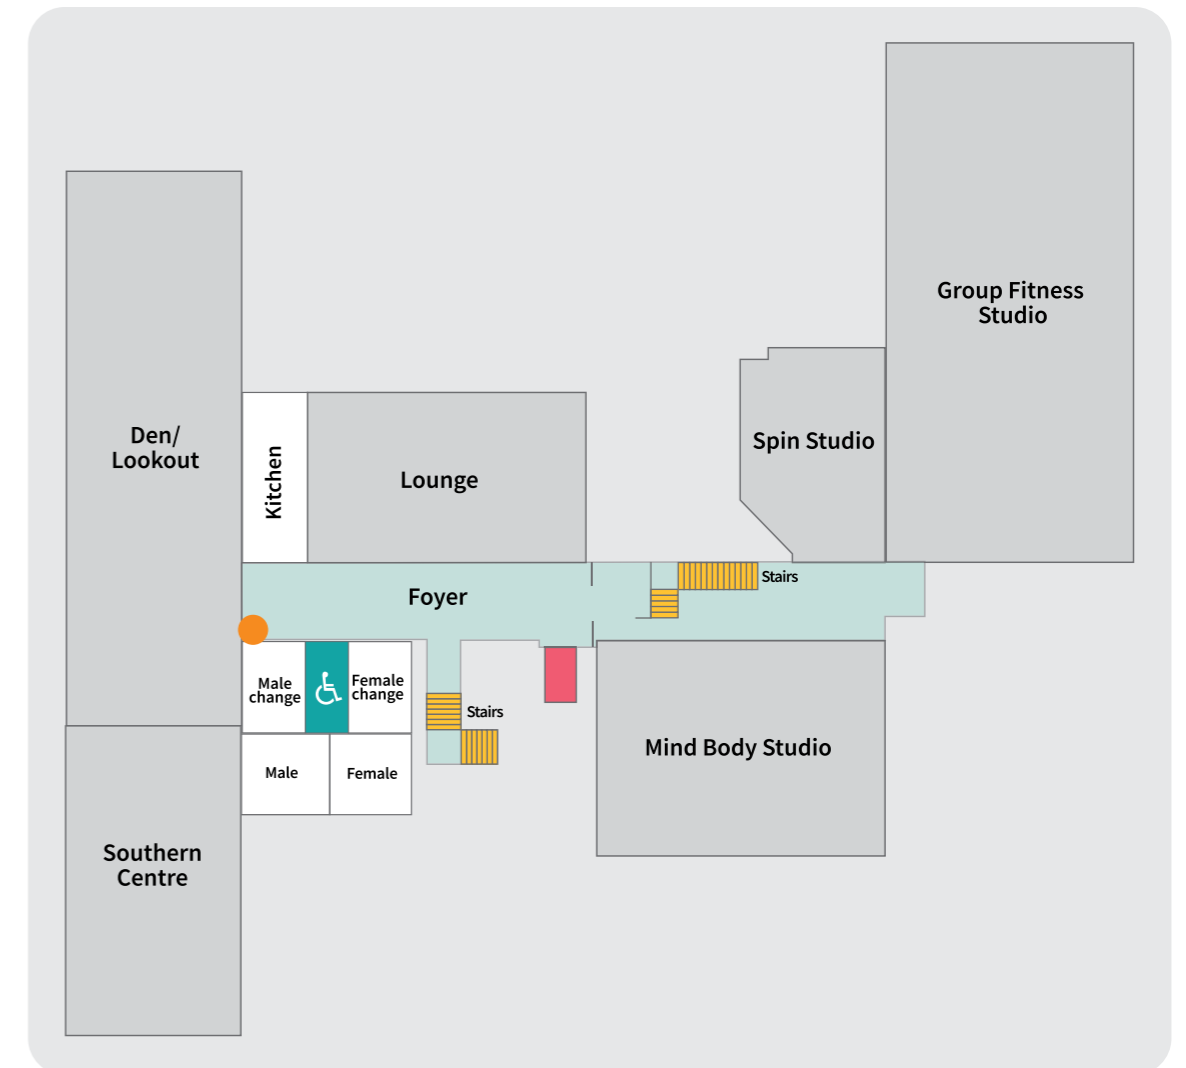 Group Fitness
Studio
Den/
Lookout
Kitchen
Lounge
Spin Studio
Foyer
Stairs
Male
change
Female
change
Stairs
Mind Body Studio
Male
Female
Southern
Centre